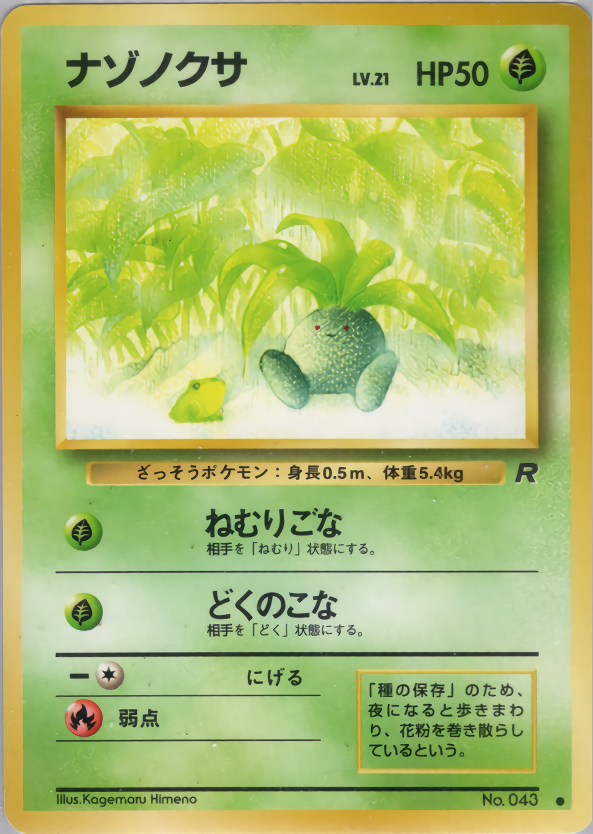 ナゾノクサ LV.21 HP50
ざっそうポケモン：身長0.5m、体重5.4kg R
ねむりごな
相手を「ねむり」状態にする。
どくのこな
相手を「どく」状態にする。
にげる
弱点
「種の保存」のため、
夜になると歩きまわ
り、花粉を巻き散らし
ているという。
Illus.Kagemaru Himeno No. 043